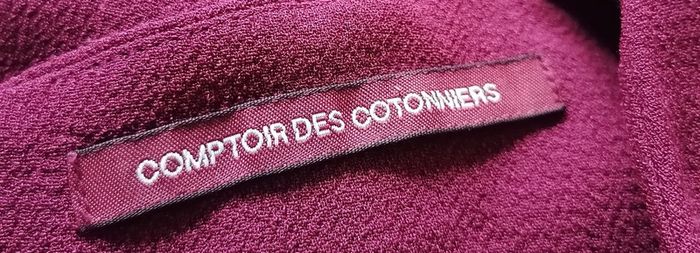 COMPTOIR DES COTONNIERS